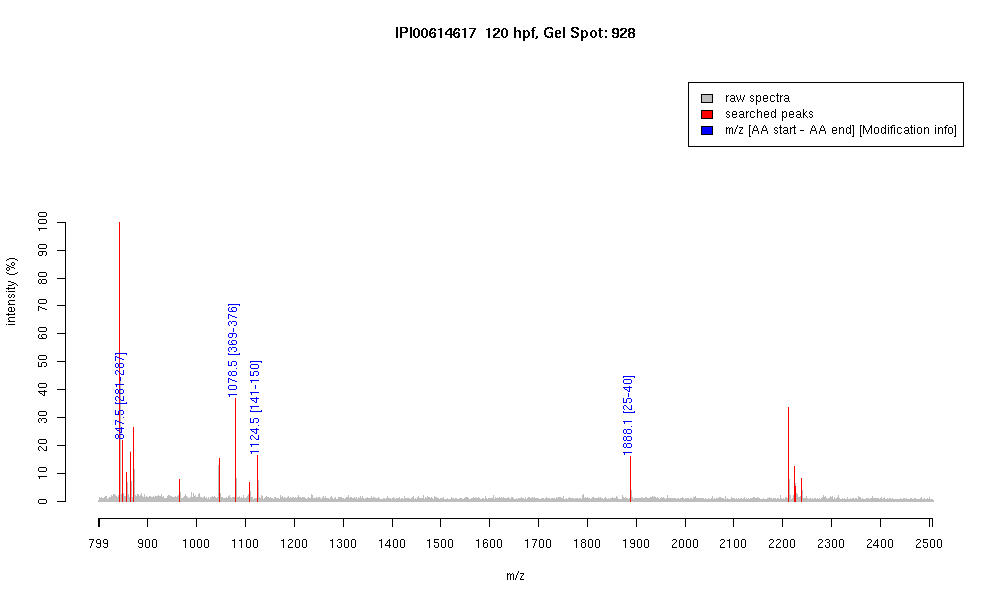 IPI00614617 120 hpf, Gel Spot: 928
raw spectra
searched peaks
m/z [AA start - AA end] [Modification info]
intensity (%)
100
90
80
70
60
50
40
30
20
10
0
847.5 [281-287]
1078.5 [369-376]
1124.5 [141-150]
1888.1 [25-40]
799 900 1000 1100 1200 1300 1400 1500 1600 1700 1800 1900 2000 2100 2200 2300 2400 2500
m/z